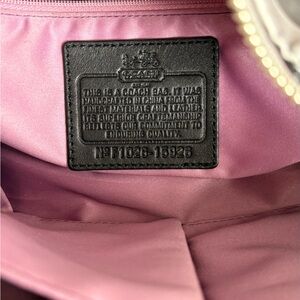 COACH
THIS IS A COACH BAG. IT WAS
HANDCRAFTED IN CHINA FROM THE
FINEST MATERIALS AND LEATHER.
ITS SUPERIOR CRAFTSMANSHIP
REFLECTS OUR COMMITMENT TO
ENDURING QUALITY.
Nº F1026-15926